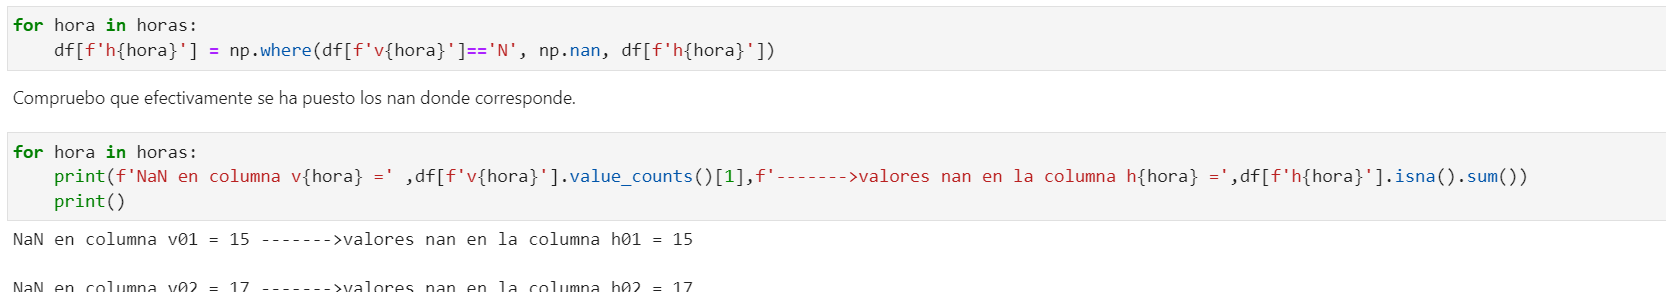 for hora in horas:
    df[f'h{hora}'] = np.where(df[f'v{hora}']=='N', np.nan, df[f'h{hora}'])
Compruebo que efectivamente se ha puesto los nan donde corresponde.
for hora in horas:
    print(f'NaN en columna v{hora} =' ,df[f'v{hora}'].value_counts()[1],f'------->valores nan en la columna h{hora} =',df[f'h{hora}'].isna().sum())
    print()
NaN en columna v01 = 15 ------->valores nan en la columna h01 = 15
NaN en columna v02 = 17 ------->valores nan en la columna h02 = 17